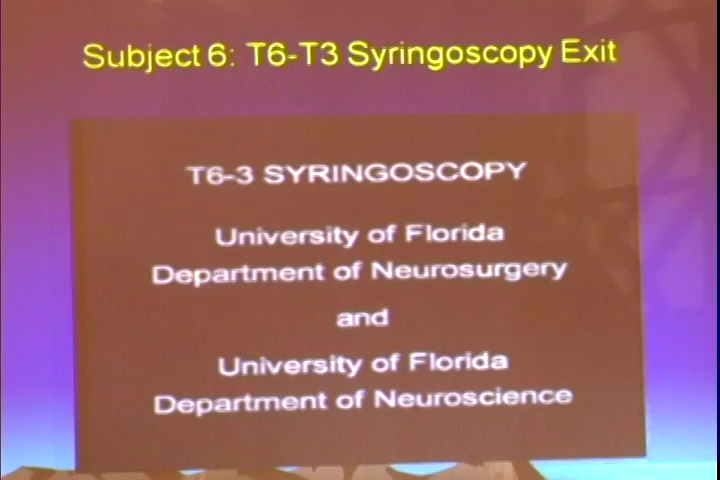 Subject 6: T6-T3 Syringoscopy Exit
T6-3 SYRINGOSCOPY
University of Florida
Department of Neurosurgery
and
University of Florida
Department of Neuroscience